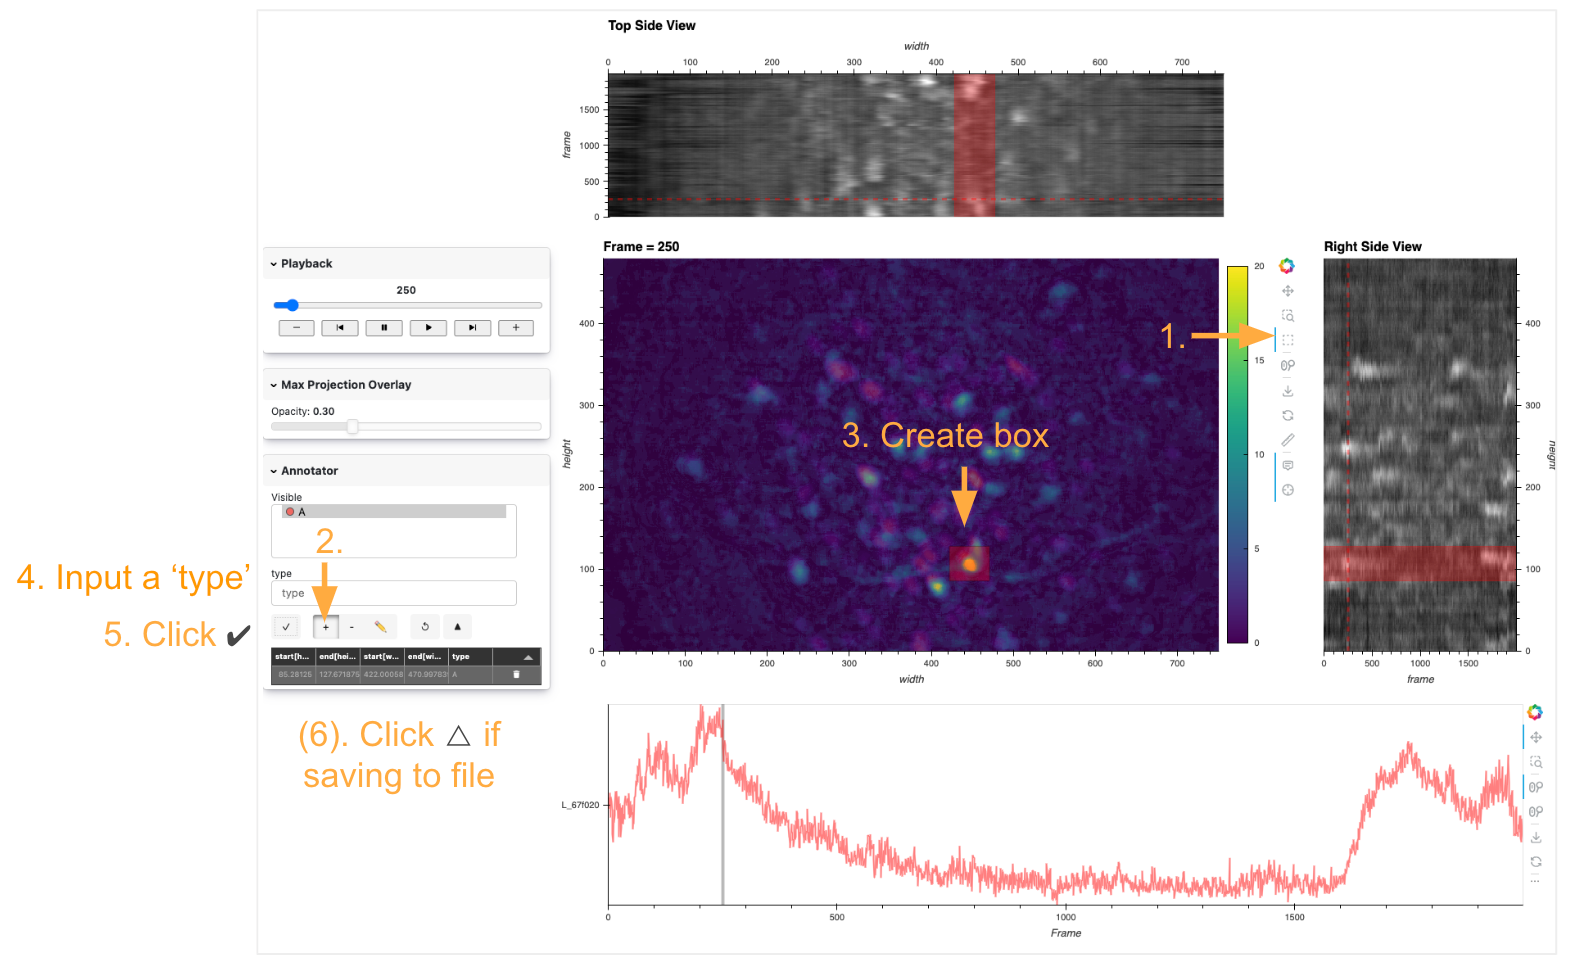 Top Side View
width
0 100 200 300 400 500 600 700
frame
1500
1000
500
0
Playback
250
Max Projection Overlay
Opacity: 0.30
Annotator
Visible
A
2.
type
type
4. Input a ‘type’
5. Click ✔
✓ + - ✏️ ↺ ▲
start[h... end[hei... start[w... end[wi... type
85.28125 127.671875 422.00058 470.997839 A
(6). Click △ if
saving to file
Frame = 250
height
400
300
200
100
0
0 100 200 300 400 500 600 700
width
3. Create box
20
15
10
5
0
1.
Right Side View
400
300
200
100
0
height
0 500 1000 1500
frame
L_67f020
0 500 1000 1500
Frame